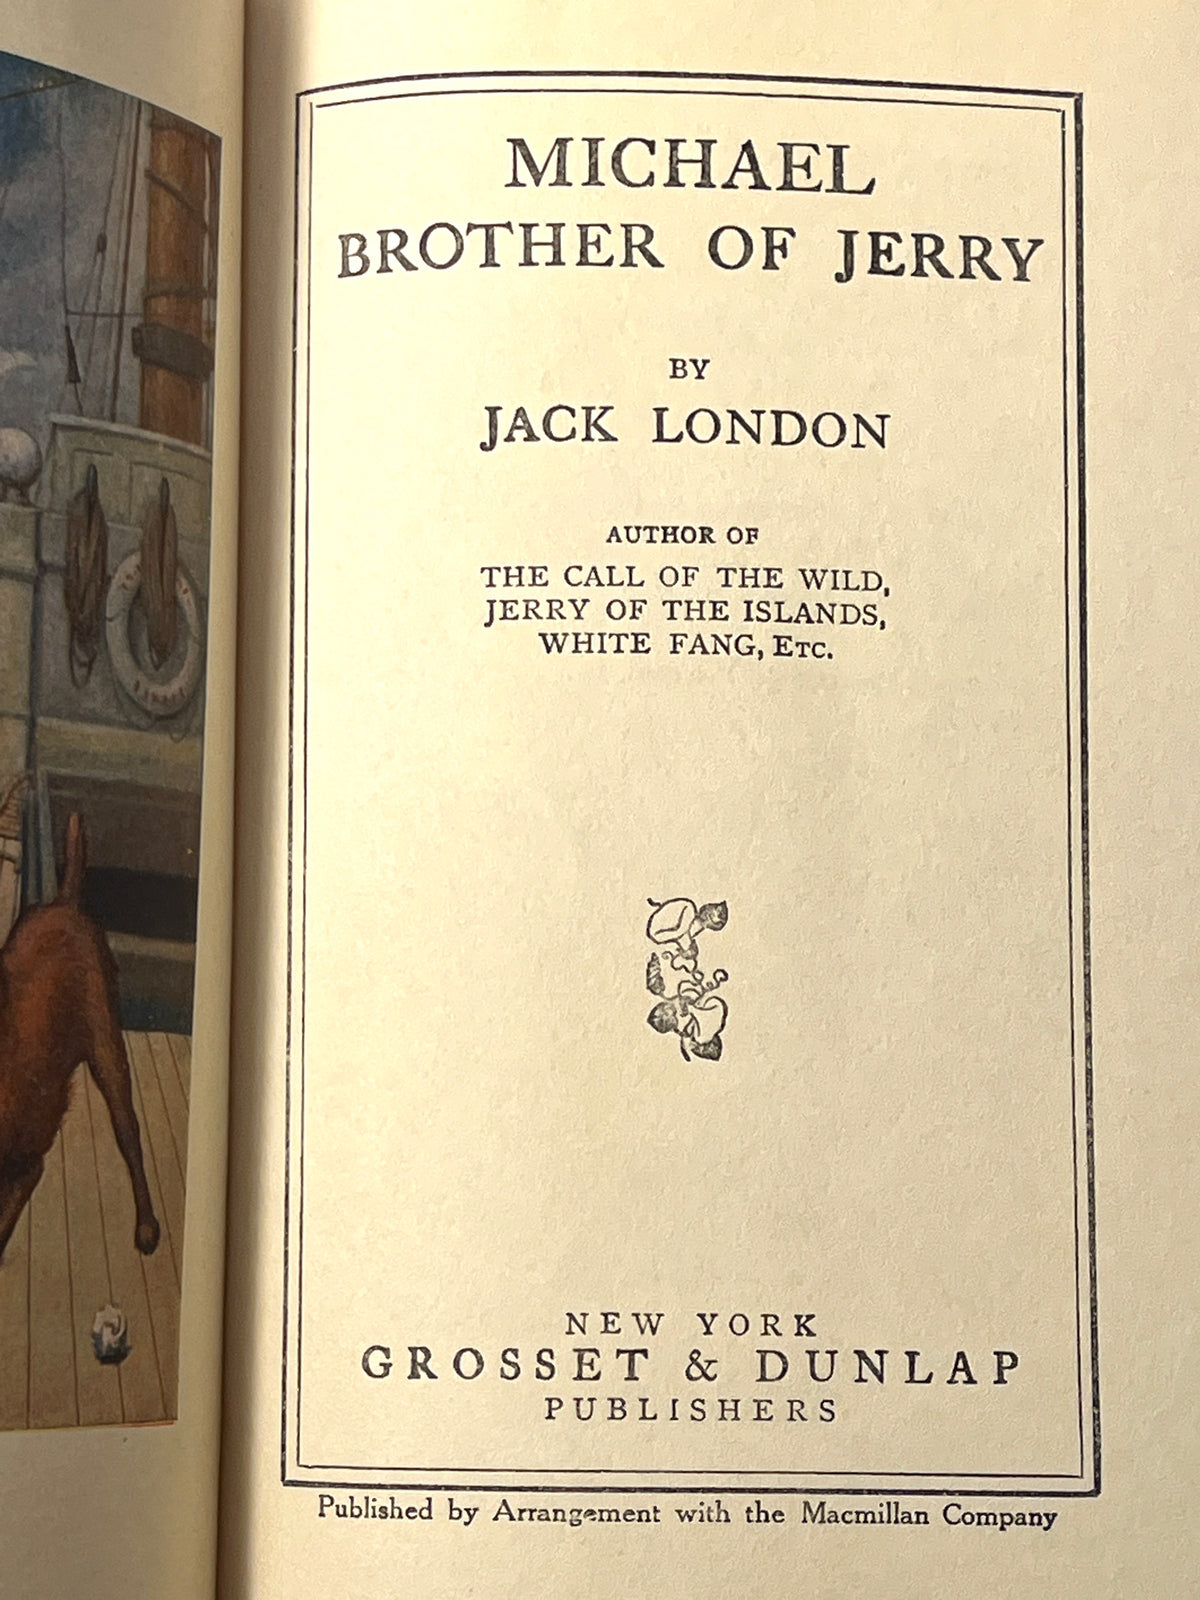 MICHAEL
BROTHER OF JERRY
BY
JACK LONDON
AUTHOR OF
THE CALL OF THE WILD,
JERRY OF THE ISLANDS,
WHITE FANG, ETC.
NEW YORK
GROSSET & DUNLAP
PUBLISHERS
Published by Arrangement with the Macmillan Company